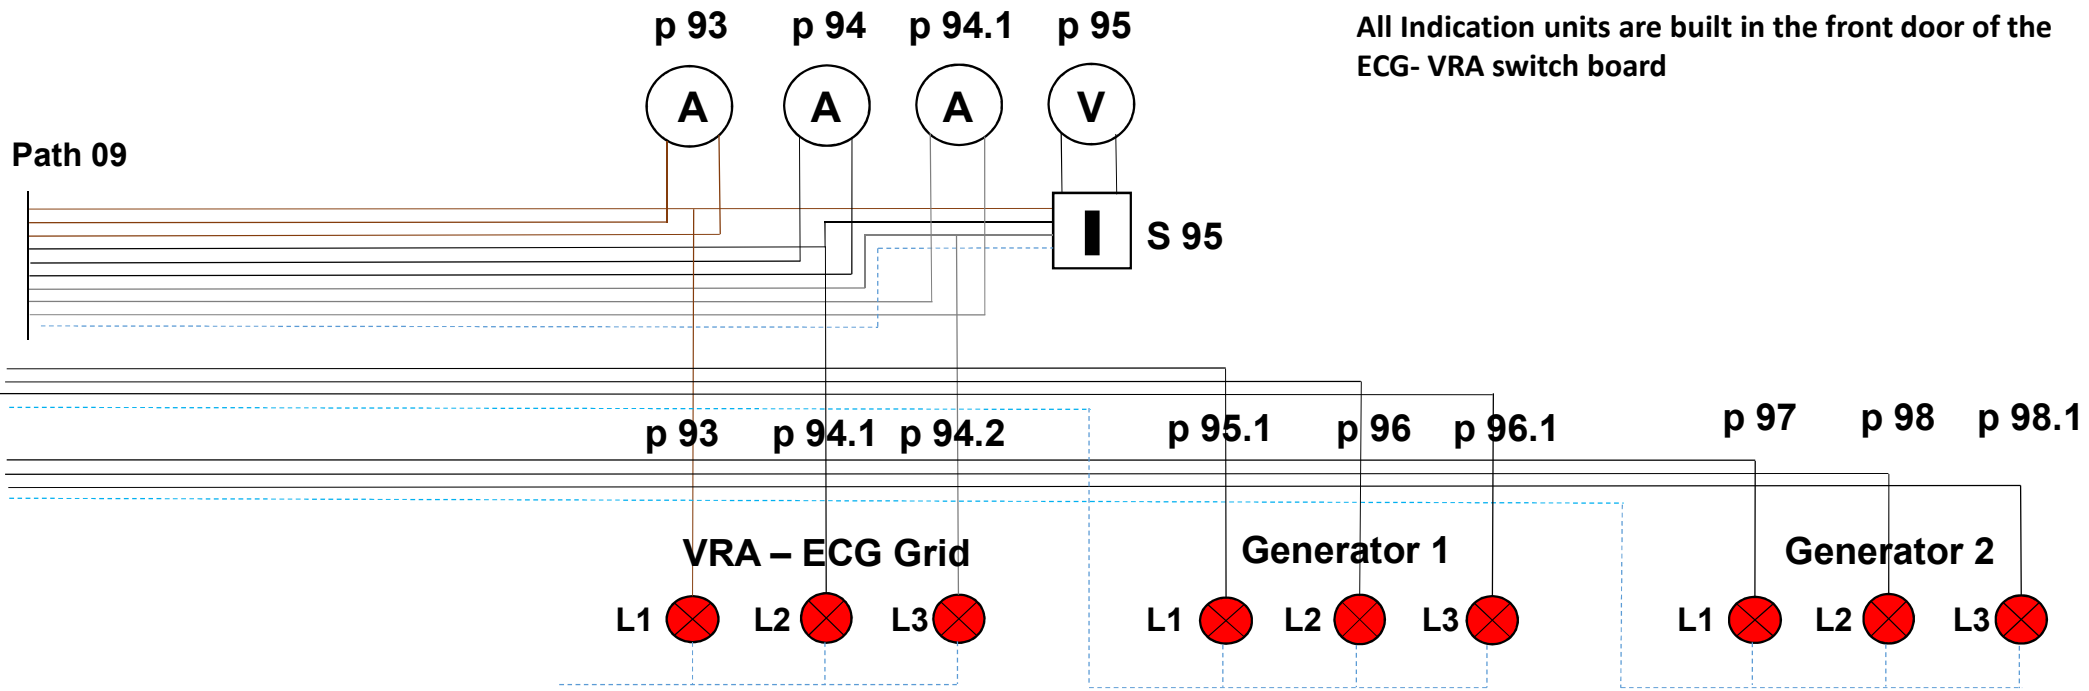 p 93 p 94 p 94.1 p 95
All Indication units are built in the front door of the
ECG- VRA switch board
A A A V
Path 09
S 95
p 93 p 94.1 p 94.2 p 95.1 p 96 p 96.1 p 97 p 98 p 98.1
VRA – ECG Grid Generator 1 Generator 2
L1 L2 L3 L1 L2 L3 L1 L2 L3